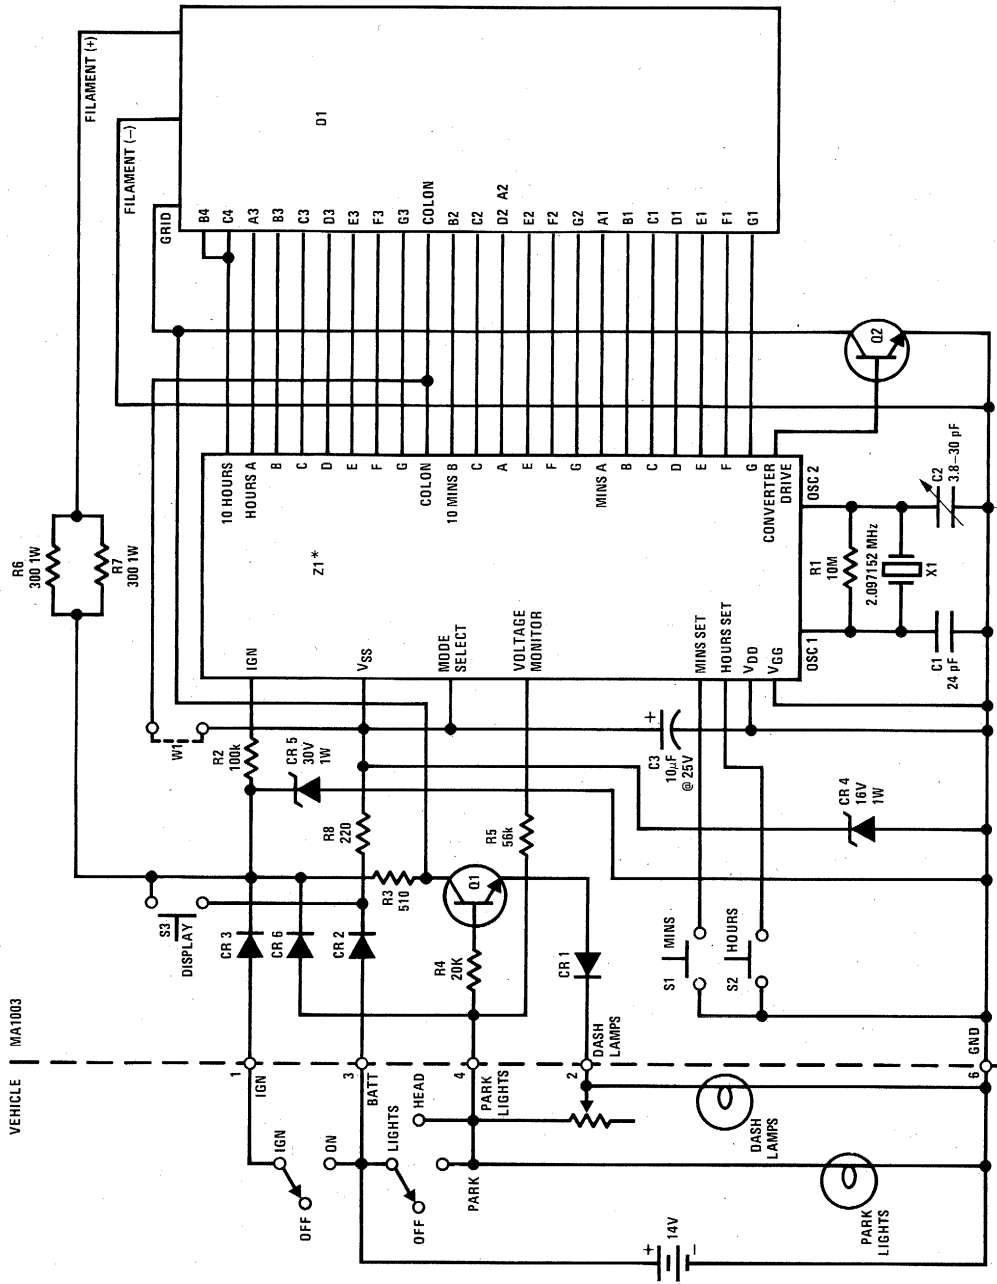 VEHICLE
MA1003
R6
300 1W
R7
300 1W
FILAMENT (+)
FILAMENT (–)
GRID
D1
B4
C4
A3
B3
C3
D3
E3
F3
G3
COLON
B2
C2
D2 A2
E2
F2
G2
A1
B1
C1
D1
E1
F1
G1
Z1*
10 HOURS
HOURS A
B
C
D
E
F
G
COLON
10 MINS B
C
A
E
F
G
MINS A
B
C
D
E
F
G
CONVERTER
DRIVE
OSC 2
OSC 1
IGN
VSS
MODE
SELECT
VOLTAGE
MONITOR
MINS SET
HOURS SET
VDD
VGG
Q2
R1
10M
2.097152 MHz
X1
C2
3.8–30 pF
C1
24 pF
W1
R2
100k
CR 5
30V
1W
R8
220
R5
56k
+
C3
10μF
@ 25V
CR 4
16V
1W
S3
DISPLAY
R3
510
Q1
R4
20K
CR 3
CR 6
CR 2
CR 1
S1
MINS
S2
HOURS
1
IGN
3
BATT
4
PARK
LIGHTS
2
DASH
LAMPS
6
GND
IGN
OFF
ON
LIGHTS
OFF
HEAD
PARK
DASH
LAMPS
PARK
LIGHTS
+
14V
–